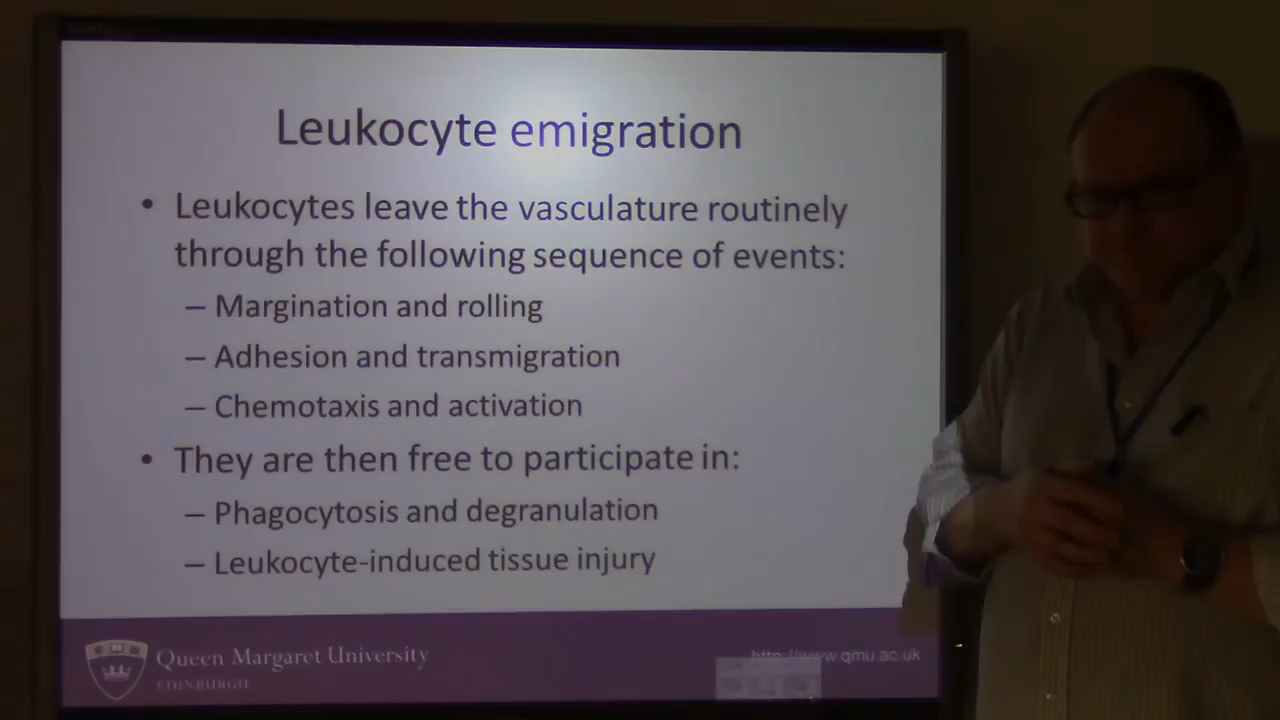 Leukocyte emigration
• Leukocytes leave the vasculature routinely
through the following sequence of events:
– Margination and rolling
– Adhesion and transmigration
– Chemotaxis and activation
• They are then free to participate in:
– Phagocytosis and degranulation
– Leukocyte-induced tissue injury
Queen Margaret University
EDINBURGH
http://www.qmu.ac.uk